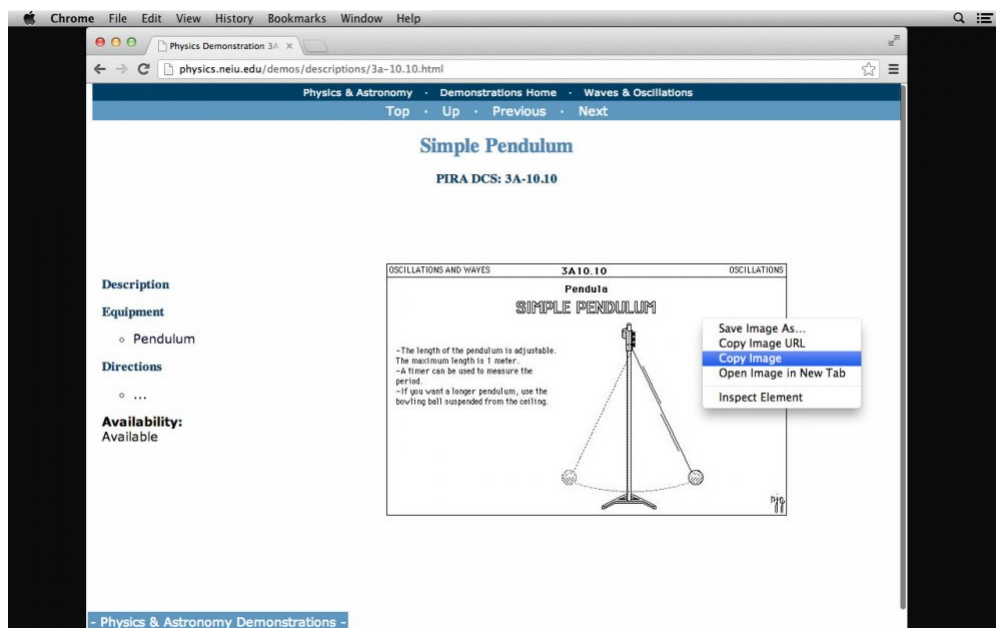 Chrome File Edit View History Bookmarks Window Help
Physics Demonstration 3A
physics.neiu.edu/demos/descriptions/3a-10.10.html
Physics & Astronomy · Demonstrations Home · Waves & Oscillations
Top · Up · Previous · Next
Simple Pendulum
PIRA DCS: 3A-10.10
Description
Equipment
Pendulum
Directions
...
Availability:
Available
OSCILLATIONS AND WAVES 3A10.10 OSCILLATIONS
Pendula
SIMPLE PENDULUM
-The length of the pendulum is adjustable.
The maximum length is 1 meter.
-A timer can be used to measure the
period.
-If you want a longer pendulum, use the
bowling ball suspended from the ceiling.
Save Image As...
Copy Image URL
Copy Image
Open Image in New Tab
Inspect Element
- Physics & Astronomy Demonstrations -